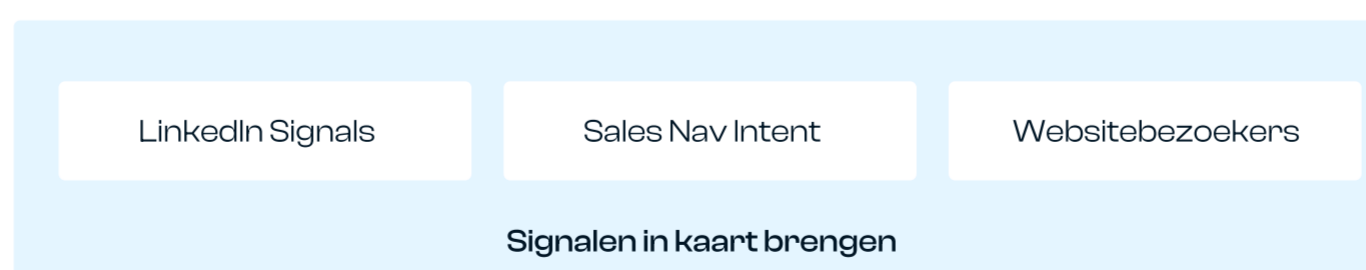 LinkedIn Signals
Sales Nav Intent
Websitebezoekers
Signalen in kaart brengen